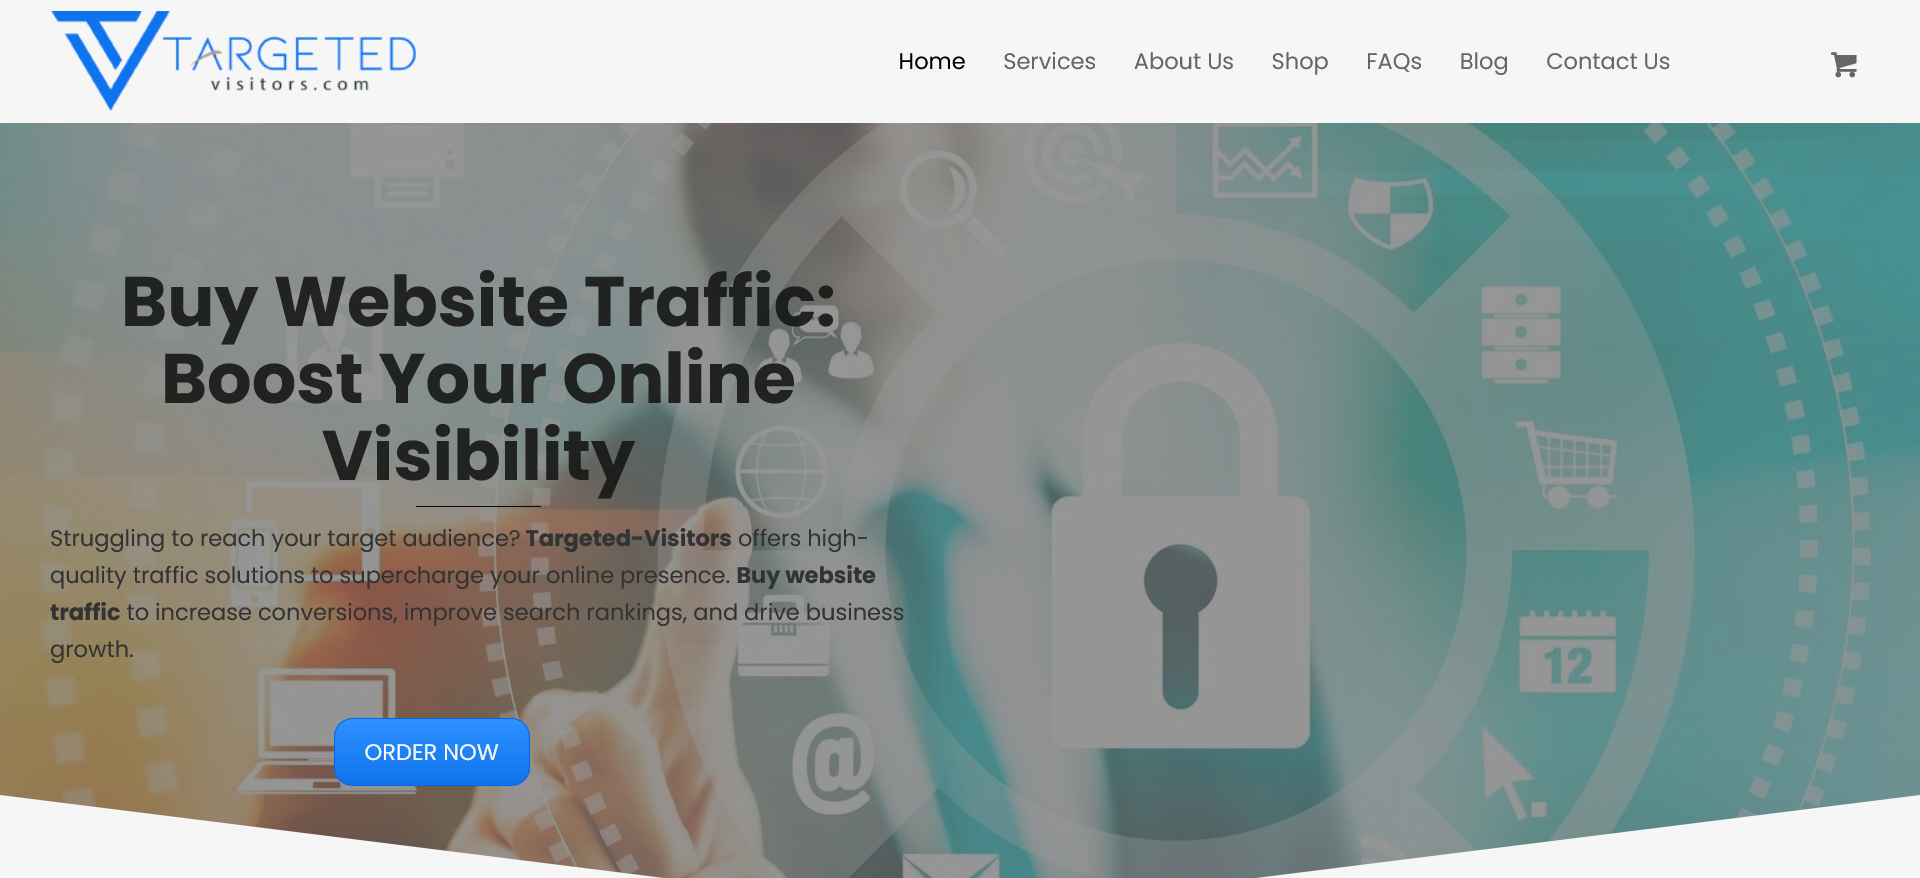 TARGETED
visitors.com
Home Services About Us Shop FAQs Blog Contact Us
Buy Website Traffic:
Boost Your Online
Visibility
Struggling to reach your target audience? Targeted-Visitors offers high-
quality traffic solutions to supercharge your online presence. Buy website
traffic to increase conversions, improve search rankings, and drive business
growth.
ORDER NOW
@
12